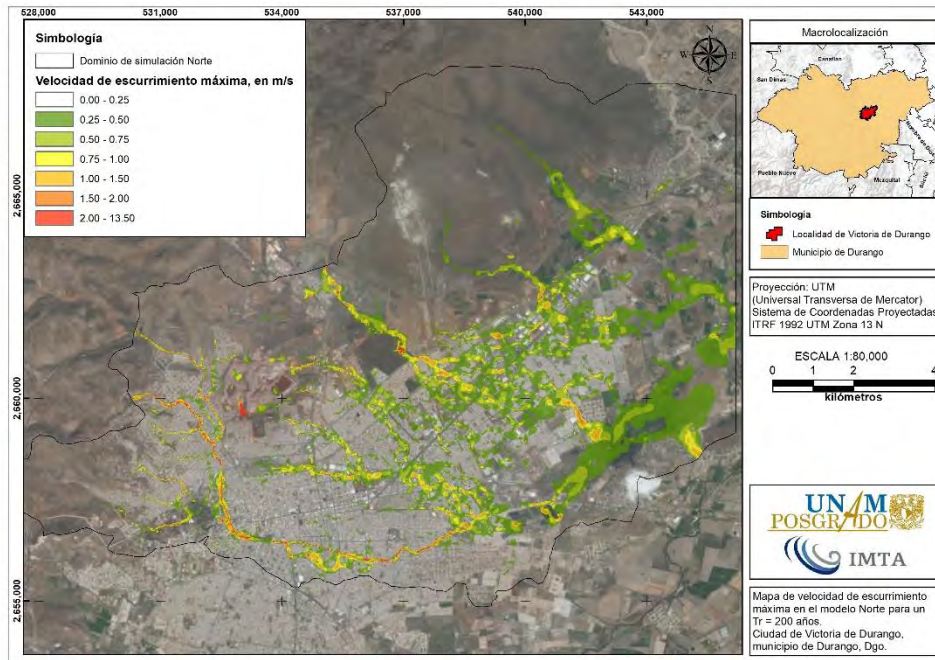 528,000
531,000
534,000
537,000
540,000
543,000
2,665,000
2,660,000
2,655,000
Simbología
Dominio de simulación Norte
Velocidad de escurrimiento máxima, en m/s
0.00 - 0.25
0.25 - 0.50
0.50 - 0.75
0.75 - 1.00
1.00 - 1.50
1.50 - 2.00
2.00 - 13.50
N
W
E
S
Macrolocalización
Canatlan
San Dimas
Pueblo Nuevo
Mezquital
Simbología
Localidad de Victoria de Durango
Municipio de Durango
Proyección: UTM
(Universal Transversa de Mercator)
Sistema de Coordenadas Proyectadas
ITRF 1992 UTM Zona 13 N
ESCALA 1:80,000
0 1 2 4
kilómetros
UNAM
POSGRADO
IMTA
Mapa de velocidad de escurrimiento
máxima en el modelo Norte para un
Tr = 200 años.
Ciudad de Victoria de Durango,
municipio de Durango, Dgo.